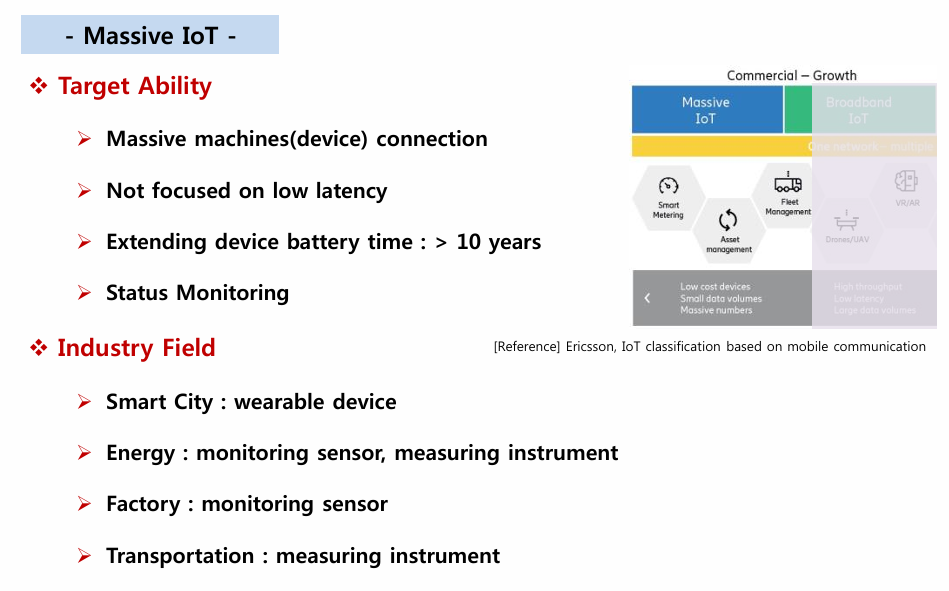 - Massive IoT -
❖ Target Ability
➢ Massive machines(device) connection
➢ Not focused on low latency
➢ Extending device battery time : > 10 years
➢ Status Monitoring
Commercial – Growth
Massive
IoT
Broadband
IoT
One network – multiple
Smart
Metering
Asset
management
Fleet
Management
Drones/UAV
VR/AR
Low cost devices
Small data volumes
Massive numbers
High throughput
Low latency
Large data volumes
[Reference] Ericsson, IoT classification based on mobile communication
❖ Industry Field
➢ Smart City : wearable device
➢ Energy : monitoring sensor, measuring instrument
➢ Factory : monitoring sensor
➢ Transportation : measuring instrument